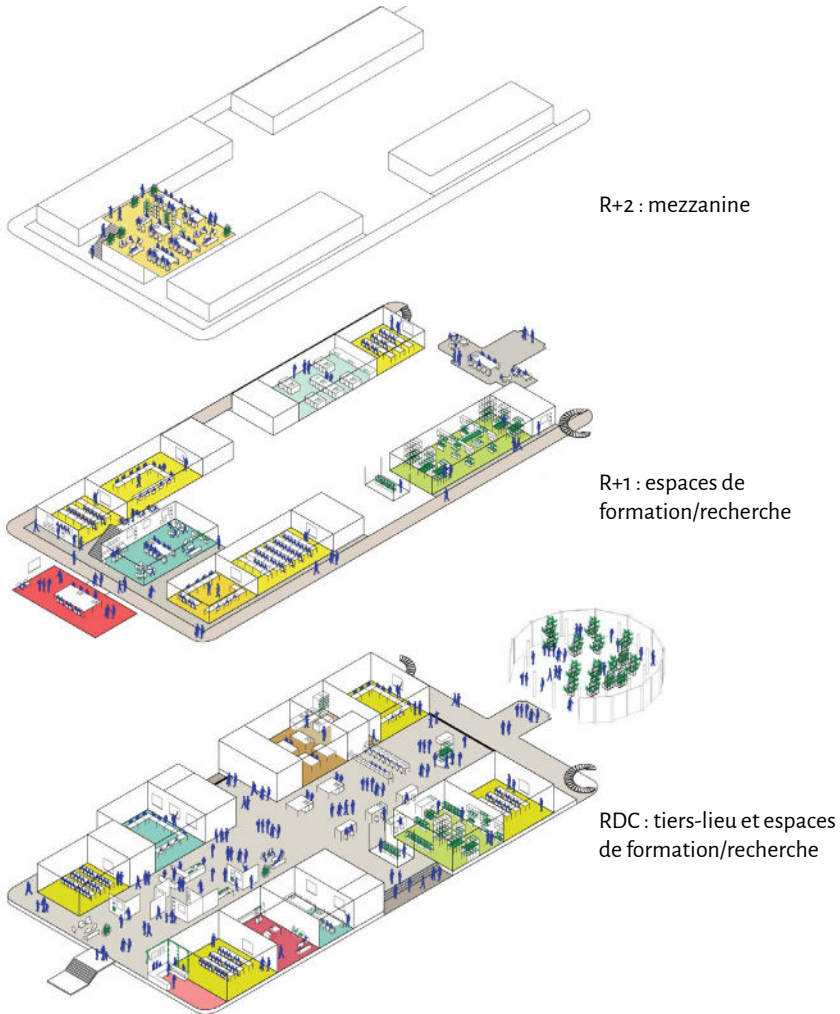 R+2 : mezzanine
R+1 : espaces de
formation/recherche
RDC : tiers-lieu et espaces
de formation/recherche